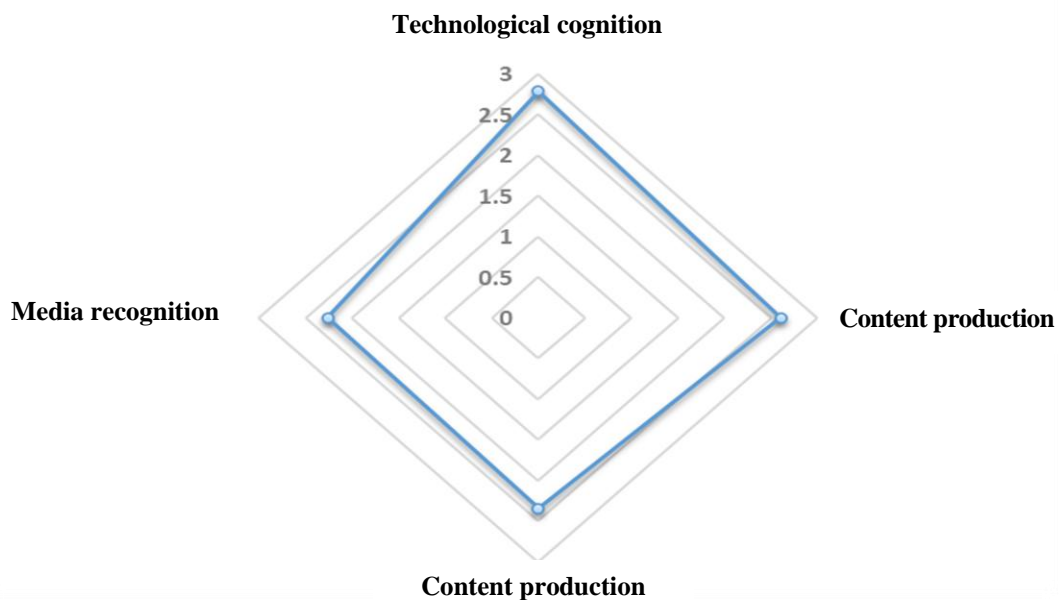 Technological cognition
3
2.5
2
1.5
1
0.5
0
Media recognition
Content production
Content production